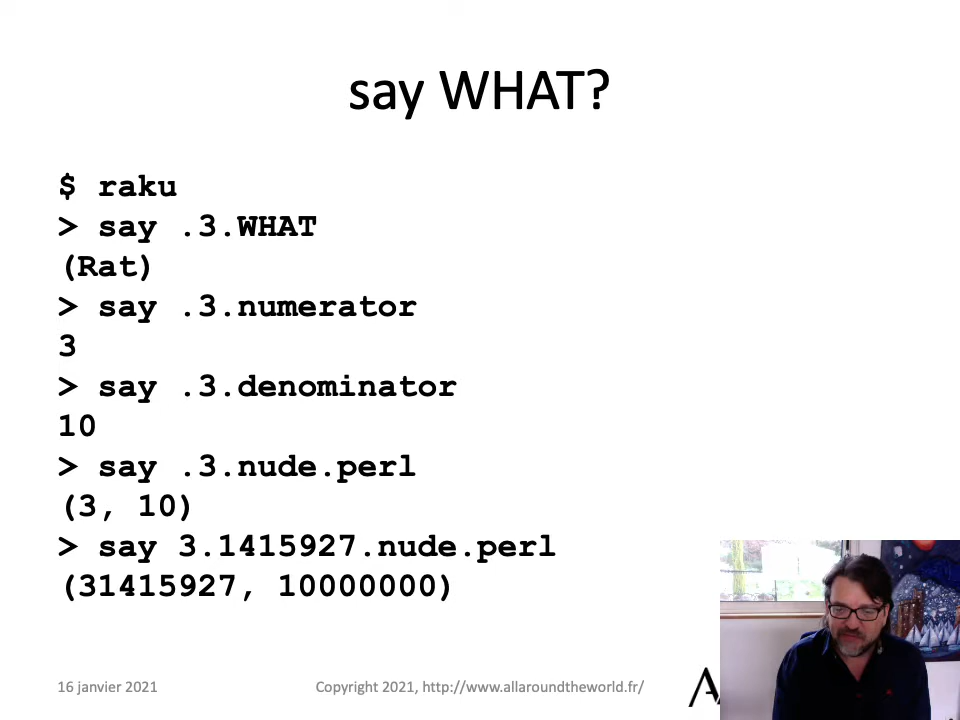 say WHAT?
$ raku
> say .3.WHAT
(Rat)
> say .3.numerator
3
> say .3.denominator
10
> say .3.nude.perl
(3, 10)
> say 3.1415927.nude.perl
(31415927, 10000000)
16 janvier 2021
Copyright 2021, http://www.allaroundtheworld.fr/